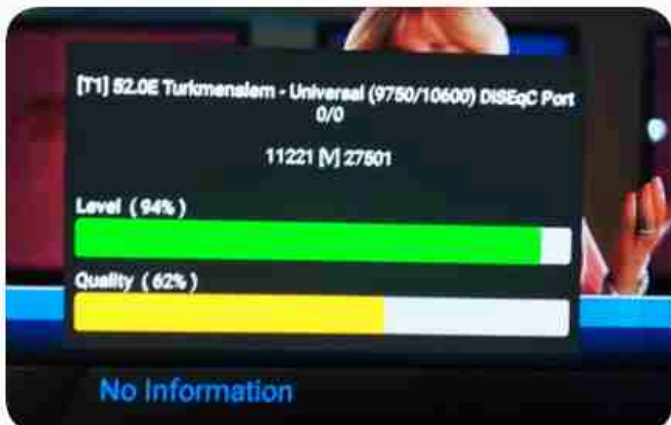 [T1] 52.0E Turkmenalem - Universal (9750/10600) DiSEqC Port
0/0
11221 [V] 27501
Level ( 94% )
Quality ( 62% )
No Information